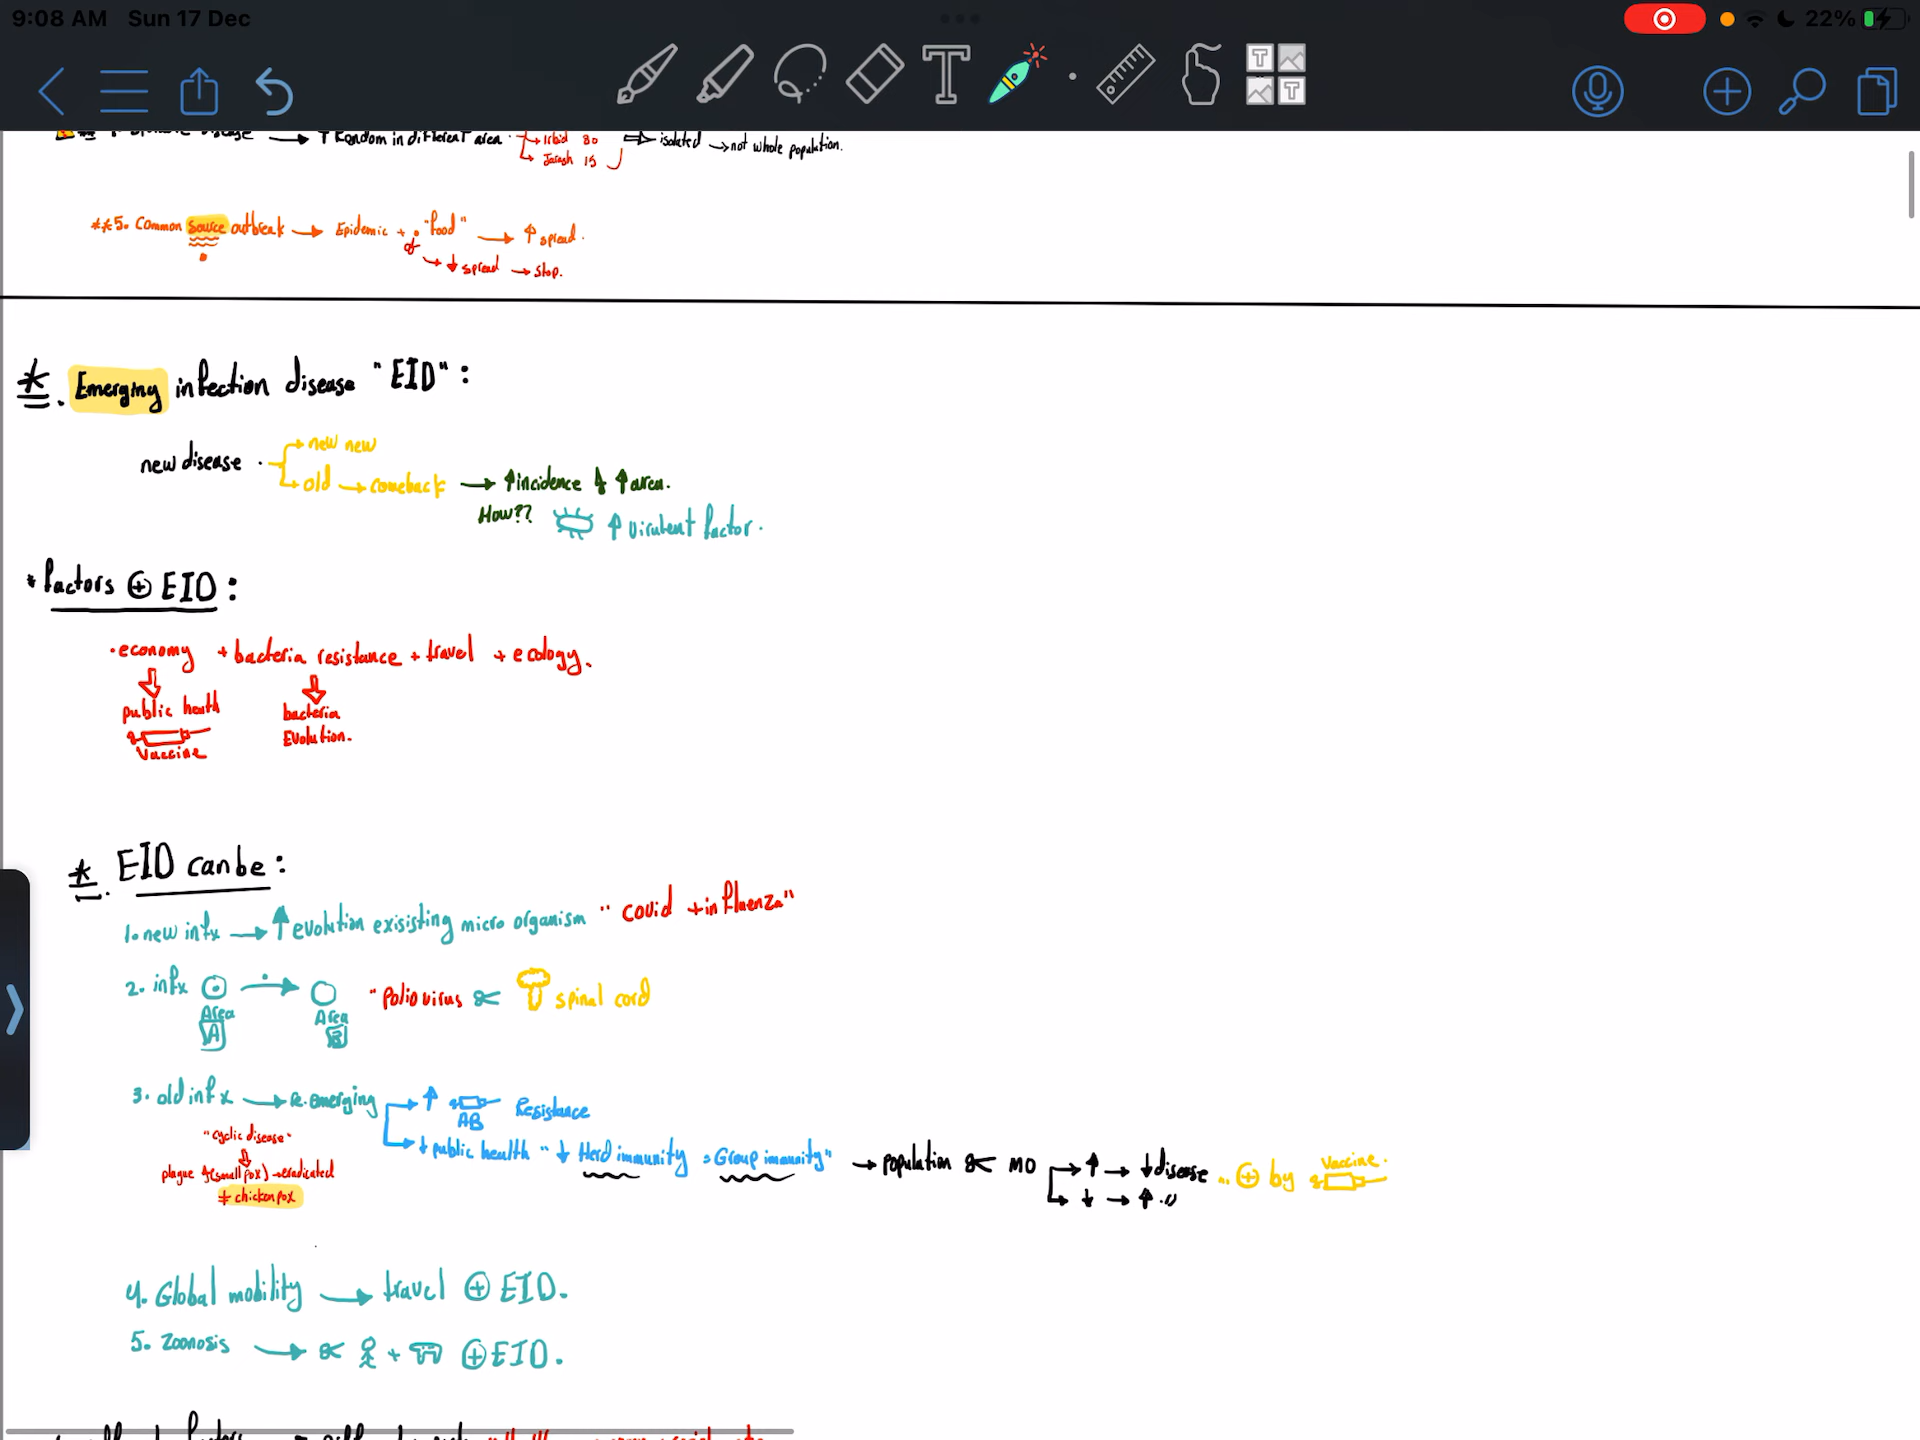 9:08 AM Sun 17 Dec
22%
disease → ↑ Random in different area → Irbid 30 ⇒ isolated → not whole population.
→ Jarash 15
**5. Common source outbreak → Epidemic + "food" → ↑ spread.
→ ↓ spread → stop.
* Emerging infection disease "EID":
new disease → new new
→ old → comeback → ↑ incidence & ↑ area.
How?? ↑ virulent factor.
* factors ⊕ EID:
• economy + bacteria resistance + travel + ecology.
public health
bacteria
Vaccine
Evolution.
* EID can be:
1. new infx → ↑ evolution exisisting micro organism "covid + influenza"
2. infx → "polio virus spinal cord
Area Area
A B
3. old infx → re.emerging → ↑ AB Resistance
→ ↓ public health "↓ Herd immunity = Group immunity" → population MO → ↑ → ↓ disease ⊕ by Vaccine.
→ ↓ → ↑
"cyclic disease"
plague (small pox) → eradicated
≠ chicken pox
4. Global mobility → travel ⊕ EID.
5. Zoonosis → + ⊕ EID.